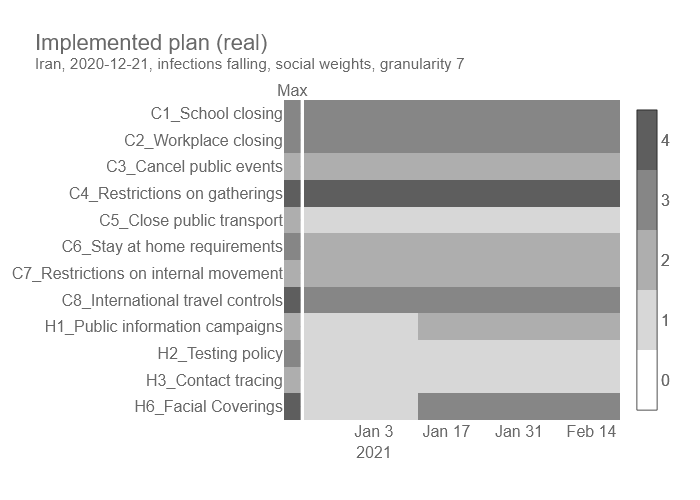 Implemented plan (real)
Iran, 2020-12-21, infections falling, social weights, granularity 7
Max
C1_School closing
C2_Workplace closing
C3_Cancel public events
C4_Restrictions on gatherings
C5_Close public transport
C6_Stay at home requirements
C7_Restrictions on internal movement
C8_International travel controls
H1_Public information campaigns
H2_Testing policy
H3_Contact tracing
H6_Facial Coverings
Jan 3 Jan 17 Jan 31 Feb 14
2021
4
3
2
1
0